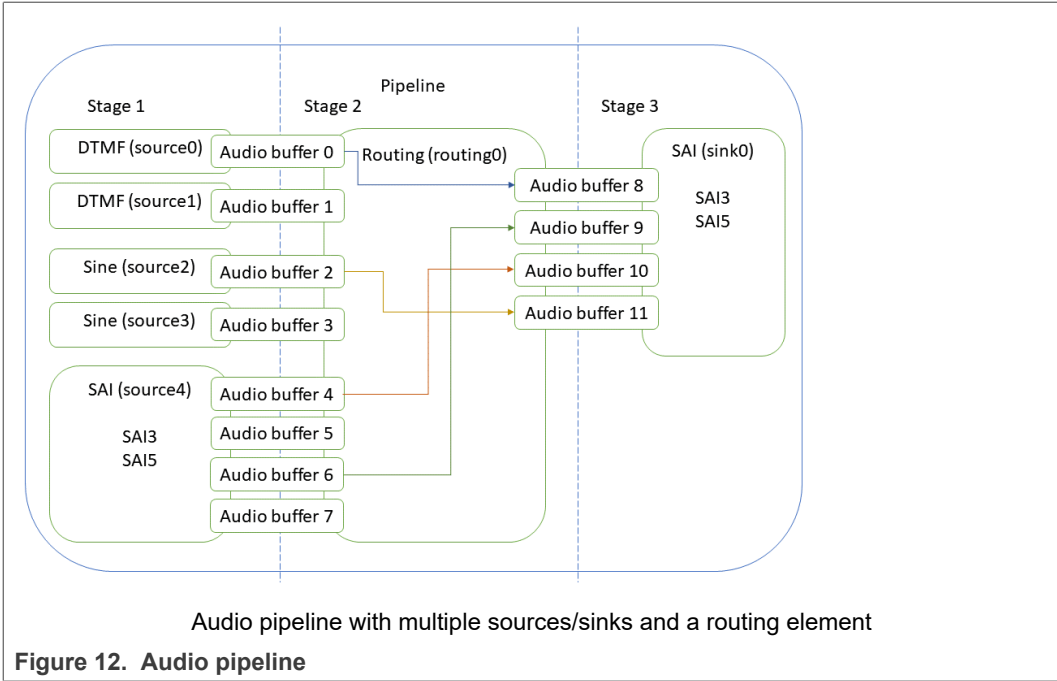 Pipeline
Stage 1
Stage 2
Stage 3
DTMF (source0)
Audio buffer 0
Routing (routing0)
SAI (sink0)
Audio buffer 8
DTMF (source1)
Audio buffer 1
SAI3
SAI5
Audio buffer 9
Sine (source2)
Audio buffer 2
Audio buffer 10
Sine (source3)
Audio buffer 3
Audio buffer 11
SAI (source4)
Audio buffer 4
SAI3
SAI5
Audio buffer 5
Audio buffer 6
Audio buffer 7
Audio pipeline with multiple sources/sinks and a routing element
Figure 12. Audio pipeline